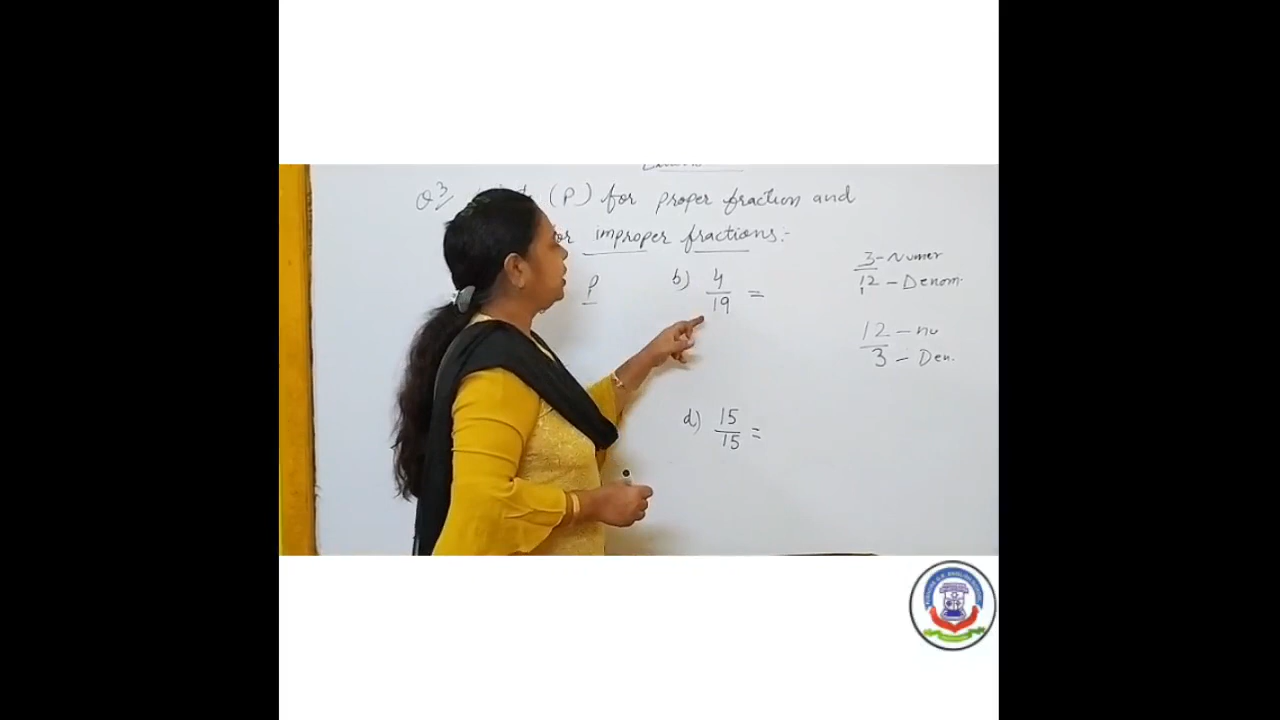 Q3 (P) for proper fraction and
for improper fractions:-
P b) 4/19 =
3 - Numer
12 - Denom.
12 - nu
3 - Den.
d) 15/15 =